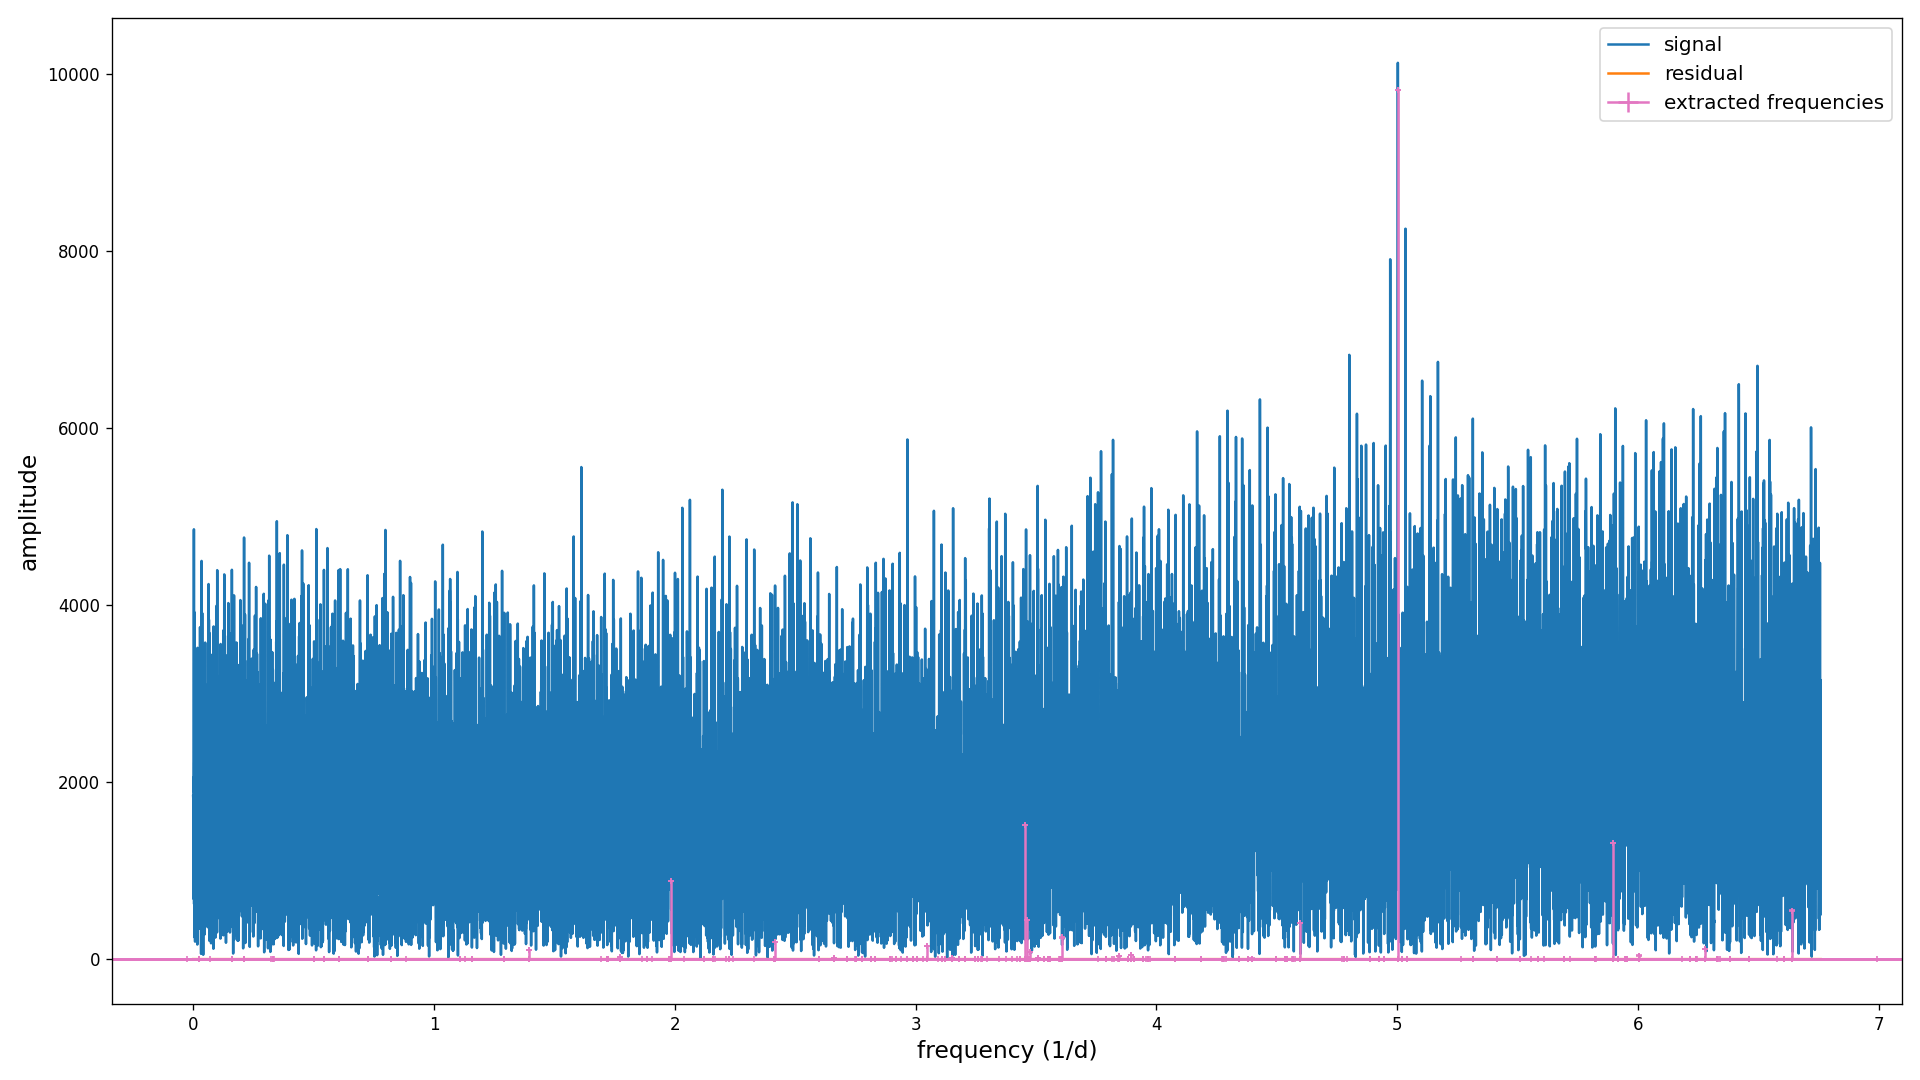 signal
residual
extracted frequencies
10000
8000
6000
4000
2000
0
amplitude
0 1 2 3 4 5 6 7
frequency (1/d)